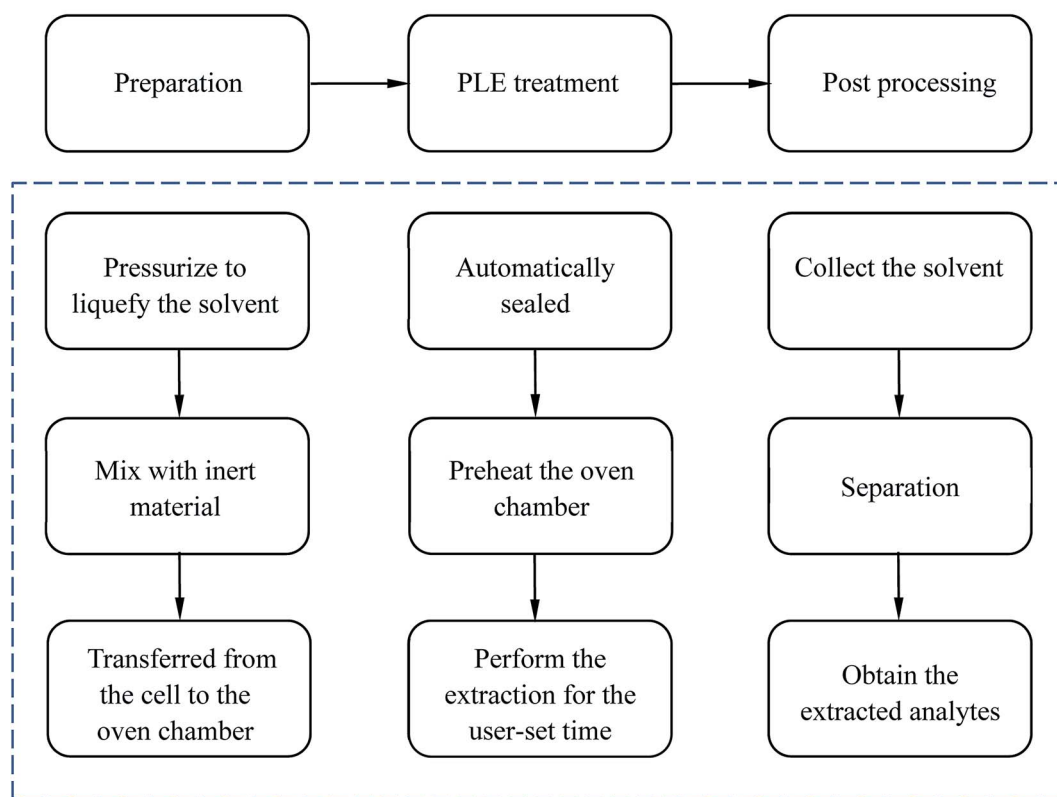 Preparation
PLE treatment
Post processing
Pressurize to
liquefy the solvent
Automatically
sealed
Collect the solvent
Mix with inert
material
Preheat the oven
chamber
Separation
Transferred from
the cell to the
oven chamber
Perform the
extraction for the
user-set time
Obtain the
extracted analytes